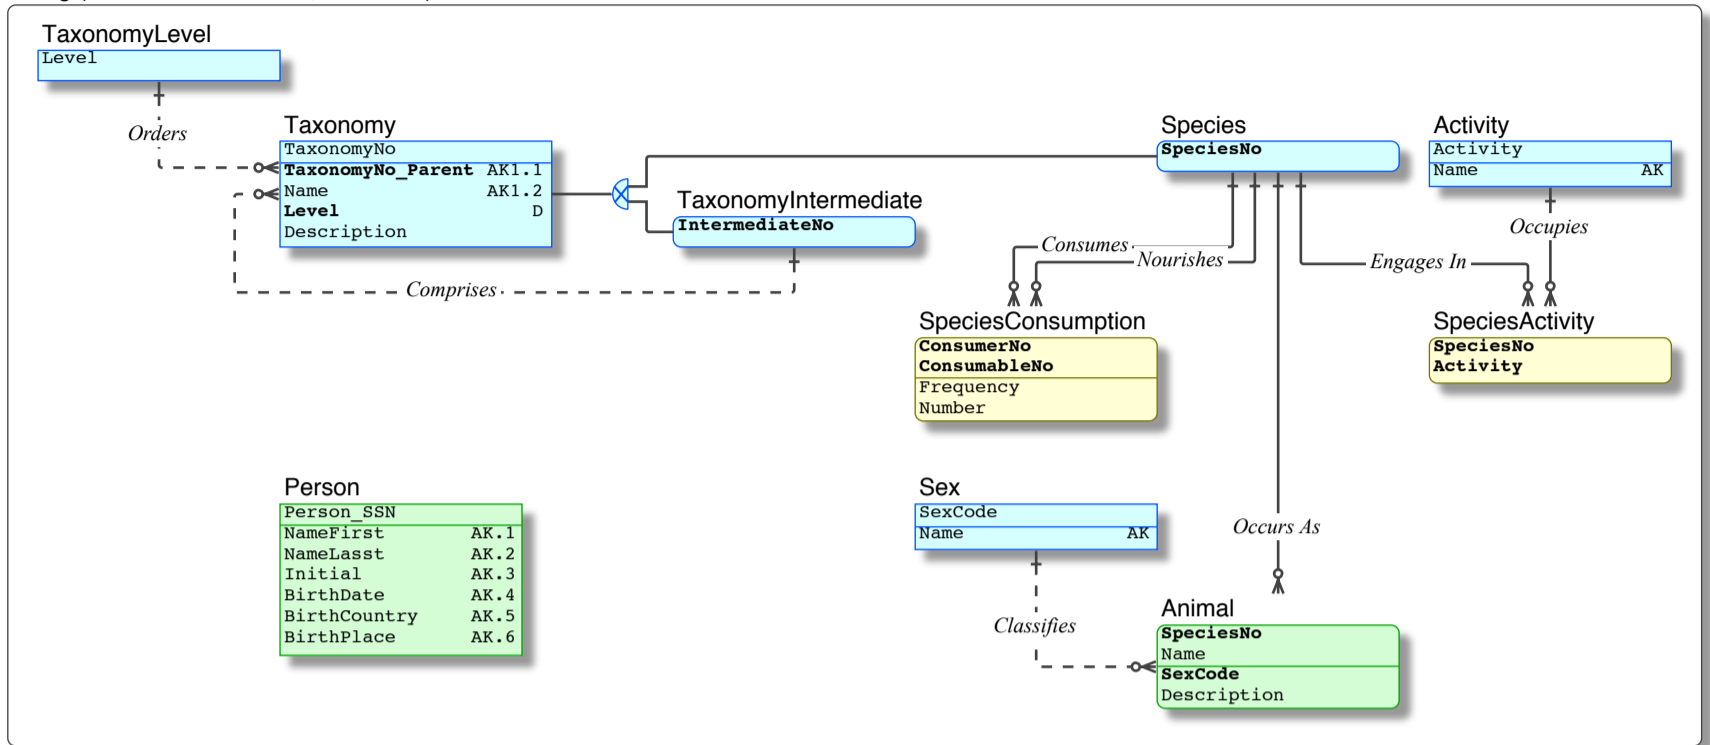 TaxonomyLevel
Level
Orders
Taxonomy
TaxonomyNo
TaxonomyNo_Parent AK1.1
Name AK1.2
Level D
Description
Comprises
TaxonomyIntermediate
IntermediateNo
Species
SpeciesNo
Activity
Activity
Name AK
Occupies
Consumes
Nourishes
Engages In
SpeciesConsumption
ConsumerNo
ConsumableNo
Frequency
Number
SpeciesActivity
SpeciesNo
Activity
Person
Person_SSN
NameFirst AK.1
NameLasst AK.2
Initial AK.3
BirthDate AK.4
BirthCountry AK.5
BirthPlace AK.6
Sex
SexCode
Name AK
Classifies
Occurs As
Animal
SpeciesNo
Name
SexCode
Description